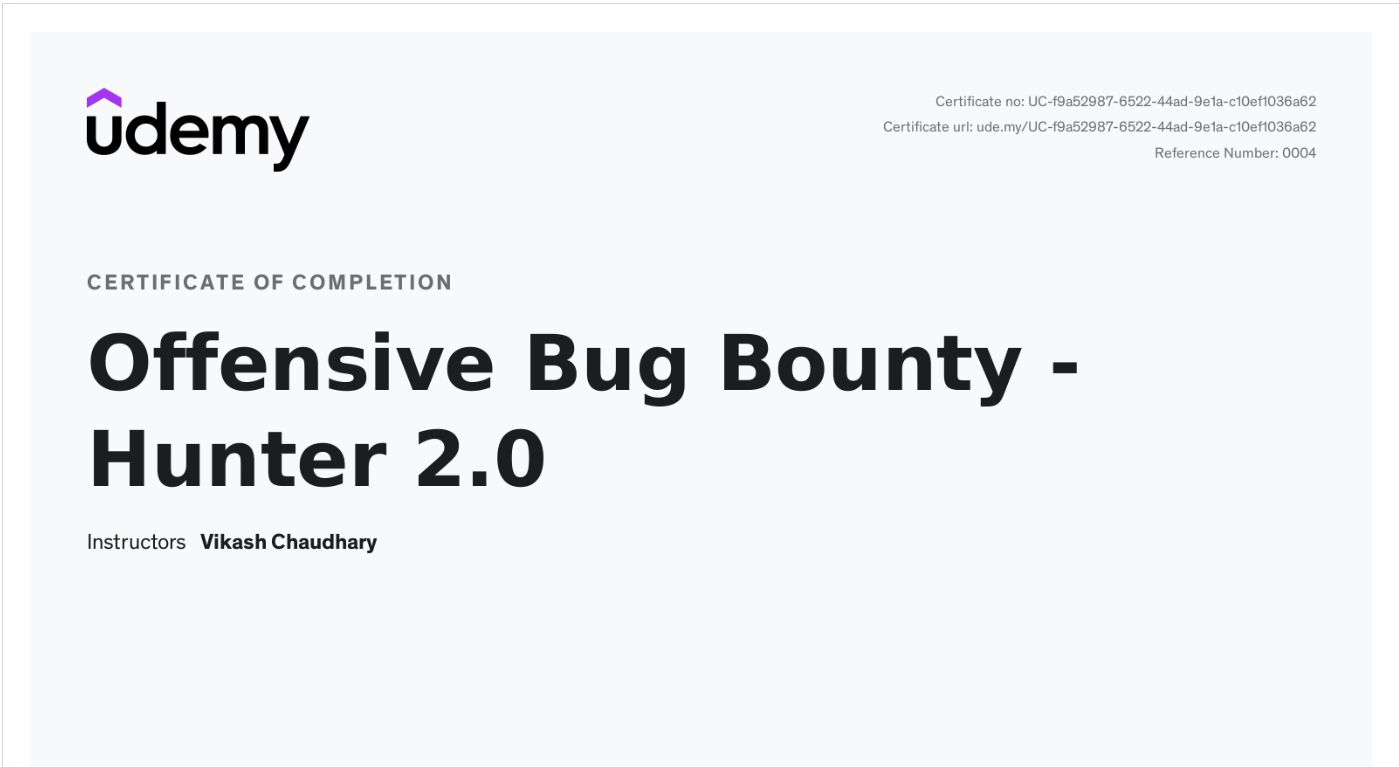 udemy
Certificate no: UC-f9a52987-6522-44ad-9e1a-c10ef1036a62
Certificate url: ude.my/UC-f9a52987-6522-44ad-9e1a-c10ef1036a62
Reference Number: 0004
CERTIFICATE OF COMPLETION
Offensive Bug Bounty -
Hunter 2.0
Instructors Vikash Chaudhary